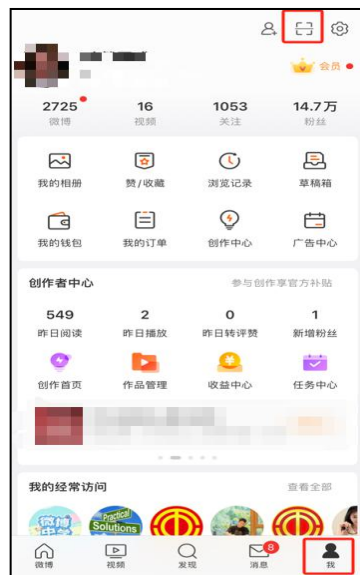 会员
2725 16 1053 14.7万
微博 视频 关注 粉丝
我的相册 赞/收藏 浏览记录 草稿箱
我的钱包 我的订单 创作中心 广告中心
创作者中心 参与创作享官方补贴
549 2 0 1
昨日阅读 昨日播放 昨日转评赞 新增粉丝
创作首页 作品管理 收益中心 任务中心
我的经常访问 查看全部
微博
Practical
Solutions
8
微博 视频 发现 消息 我